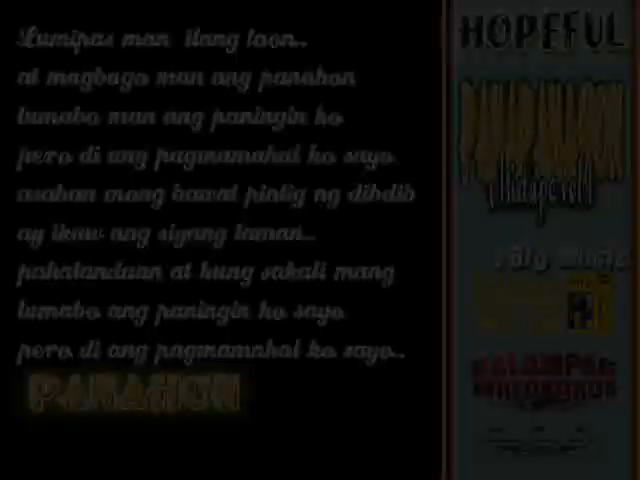 Lumipas man ilang taon..
at magbago man ang panahon
lumabo man ang paningin ko
pero di ang pagmamahal ko sayo
asahan mong bawat pintig ng dibdib
ay ikaw ang siyang laman..
pakatandaan at kung sakali mang
lumabo ang paningin ko sayo
pero di ang pagmamahal ko sayo..
PANAHON
HOPEFUL